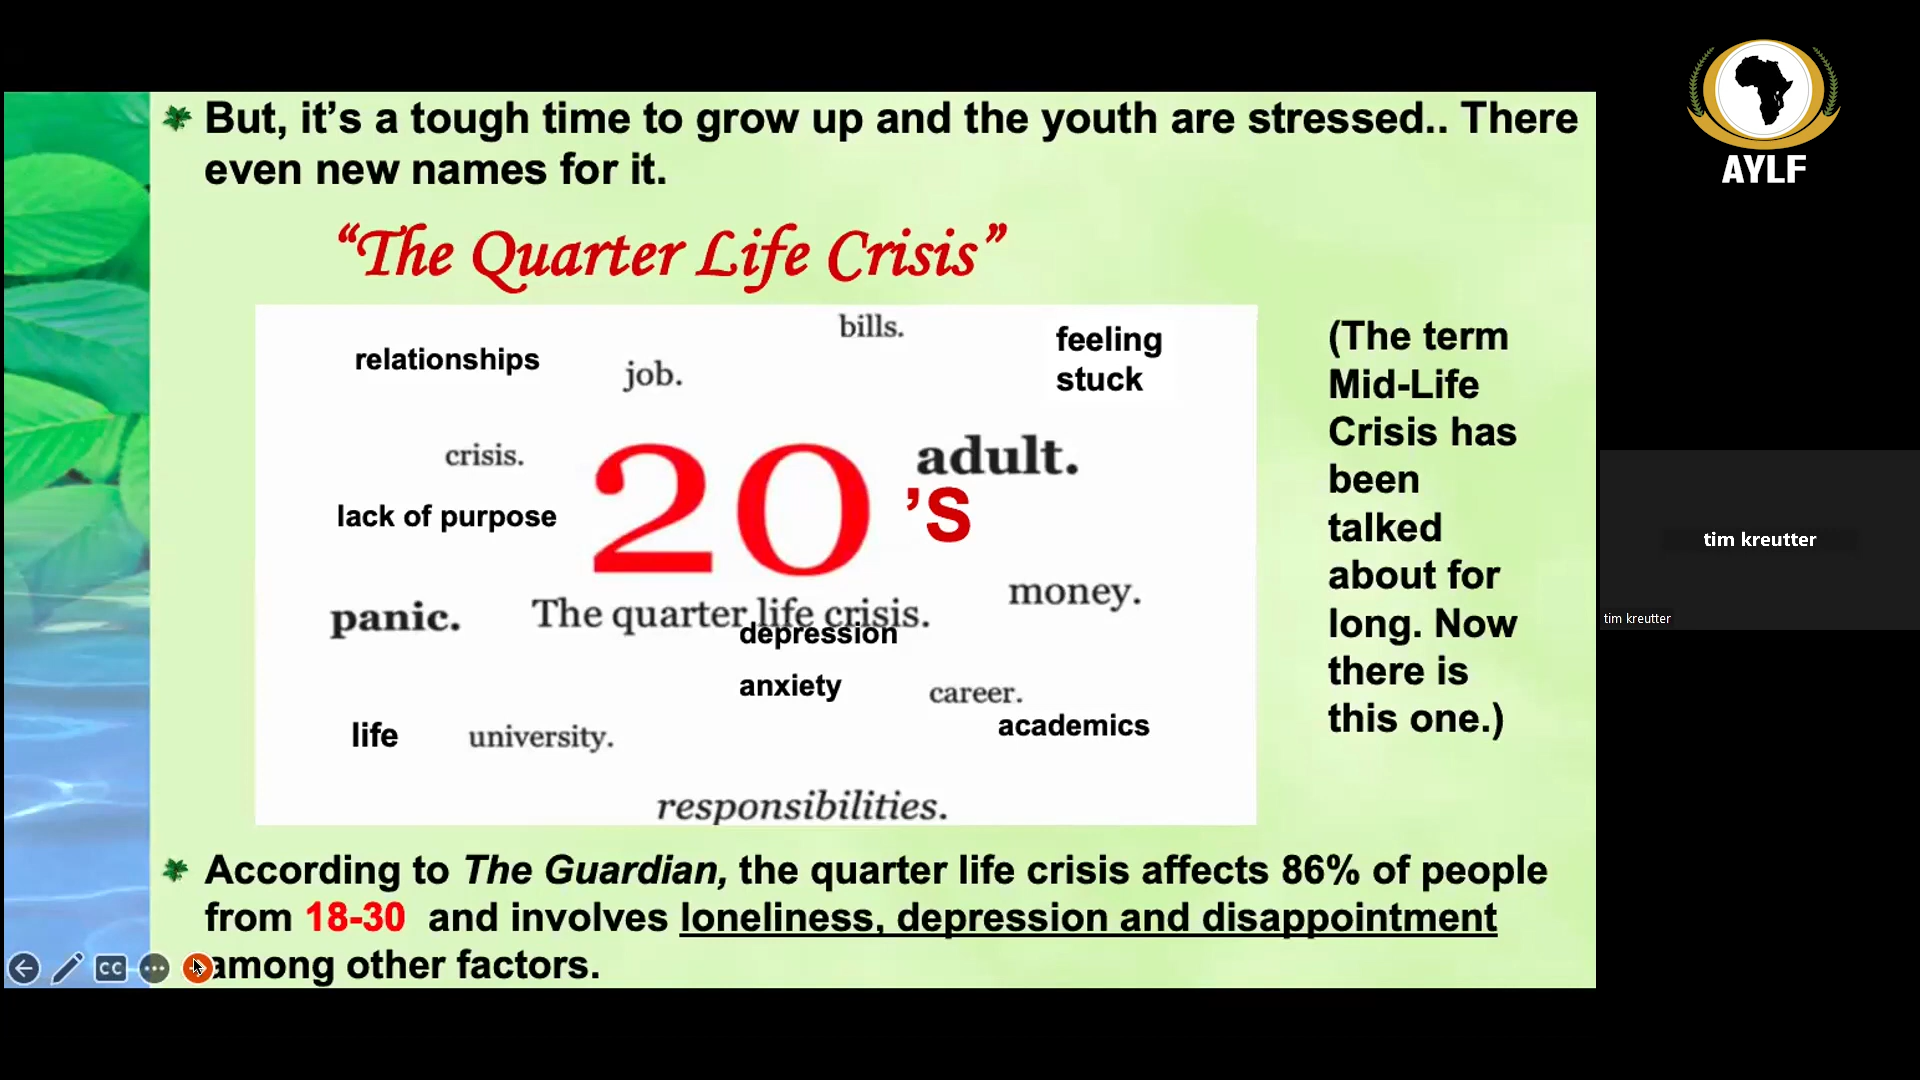 AYLF
But, it’s a tough time to grow up and the youth are stressed.. There
even new names for it.
“The Quarter Life Crisis”
bills.
relationships
job.
feeling
stuck
crisis.
adult.
20
’S
lack of purpose
panic.
The quarter life crisis.
money.
depression
anxiety
career.
academics
life
university.
responsibilities.
(The term
Mid-Life
Crisis has
been
talked
about for
long. Now
there is
this one.)
According to The Guardian, the quarter life crisis affects 86% of people
from 18-30 and involves loneliness, depression and disappointment
among other factors.
CC
tim kreutter
tim kreutter